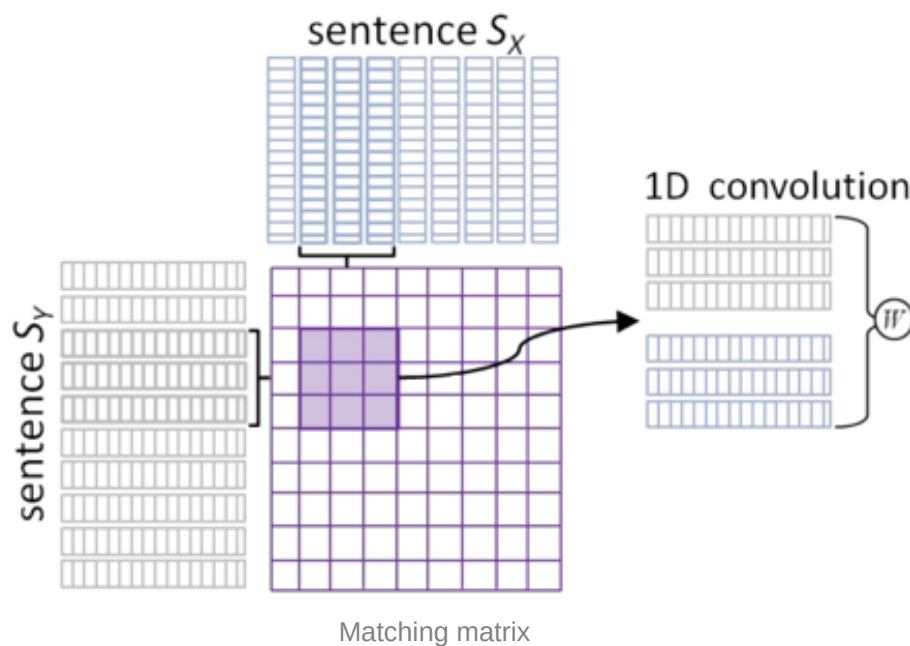 sentence S_X
1D convolution
sentence S_Y
W
Matching matrix